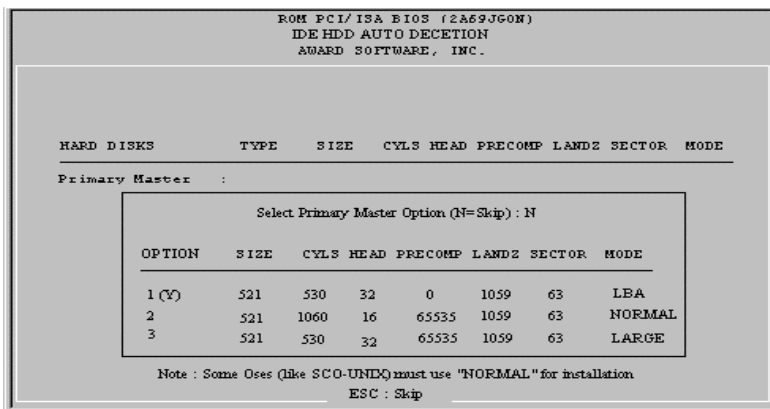 ROM PCI/ISA BIOS (2A69JG0N)
IDE HDD AUTO DECETION
AWARD SOFTWARE, INC.
HARD DISKS TYPE SIZE CYLS HEAD PRECOMP LANDZ SECTOR MODE
Primary Master :
Select Primary Master Option (N=Skip) : N
OPTION SIZE CYLS HEAD PRECOMP LANDZ SECTOR MODE
1 (Y) 521 530 32 0 1059 63 LBA
2 521 1060 16 65535 1059 63 NORMAL
3 521 530 32 65535 1059 63 LARGE
Note : Some Oses (like SCO-UNIX) must use "NORMAL" for installation
ESC : Skip